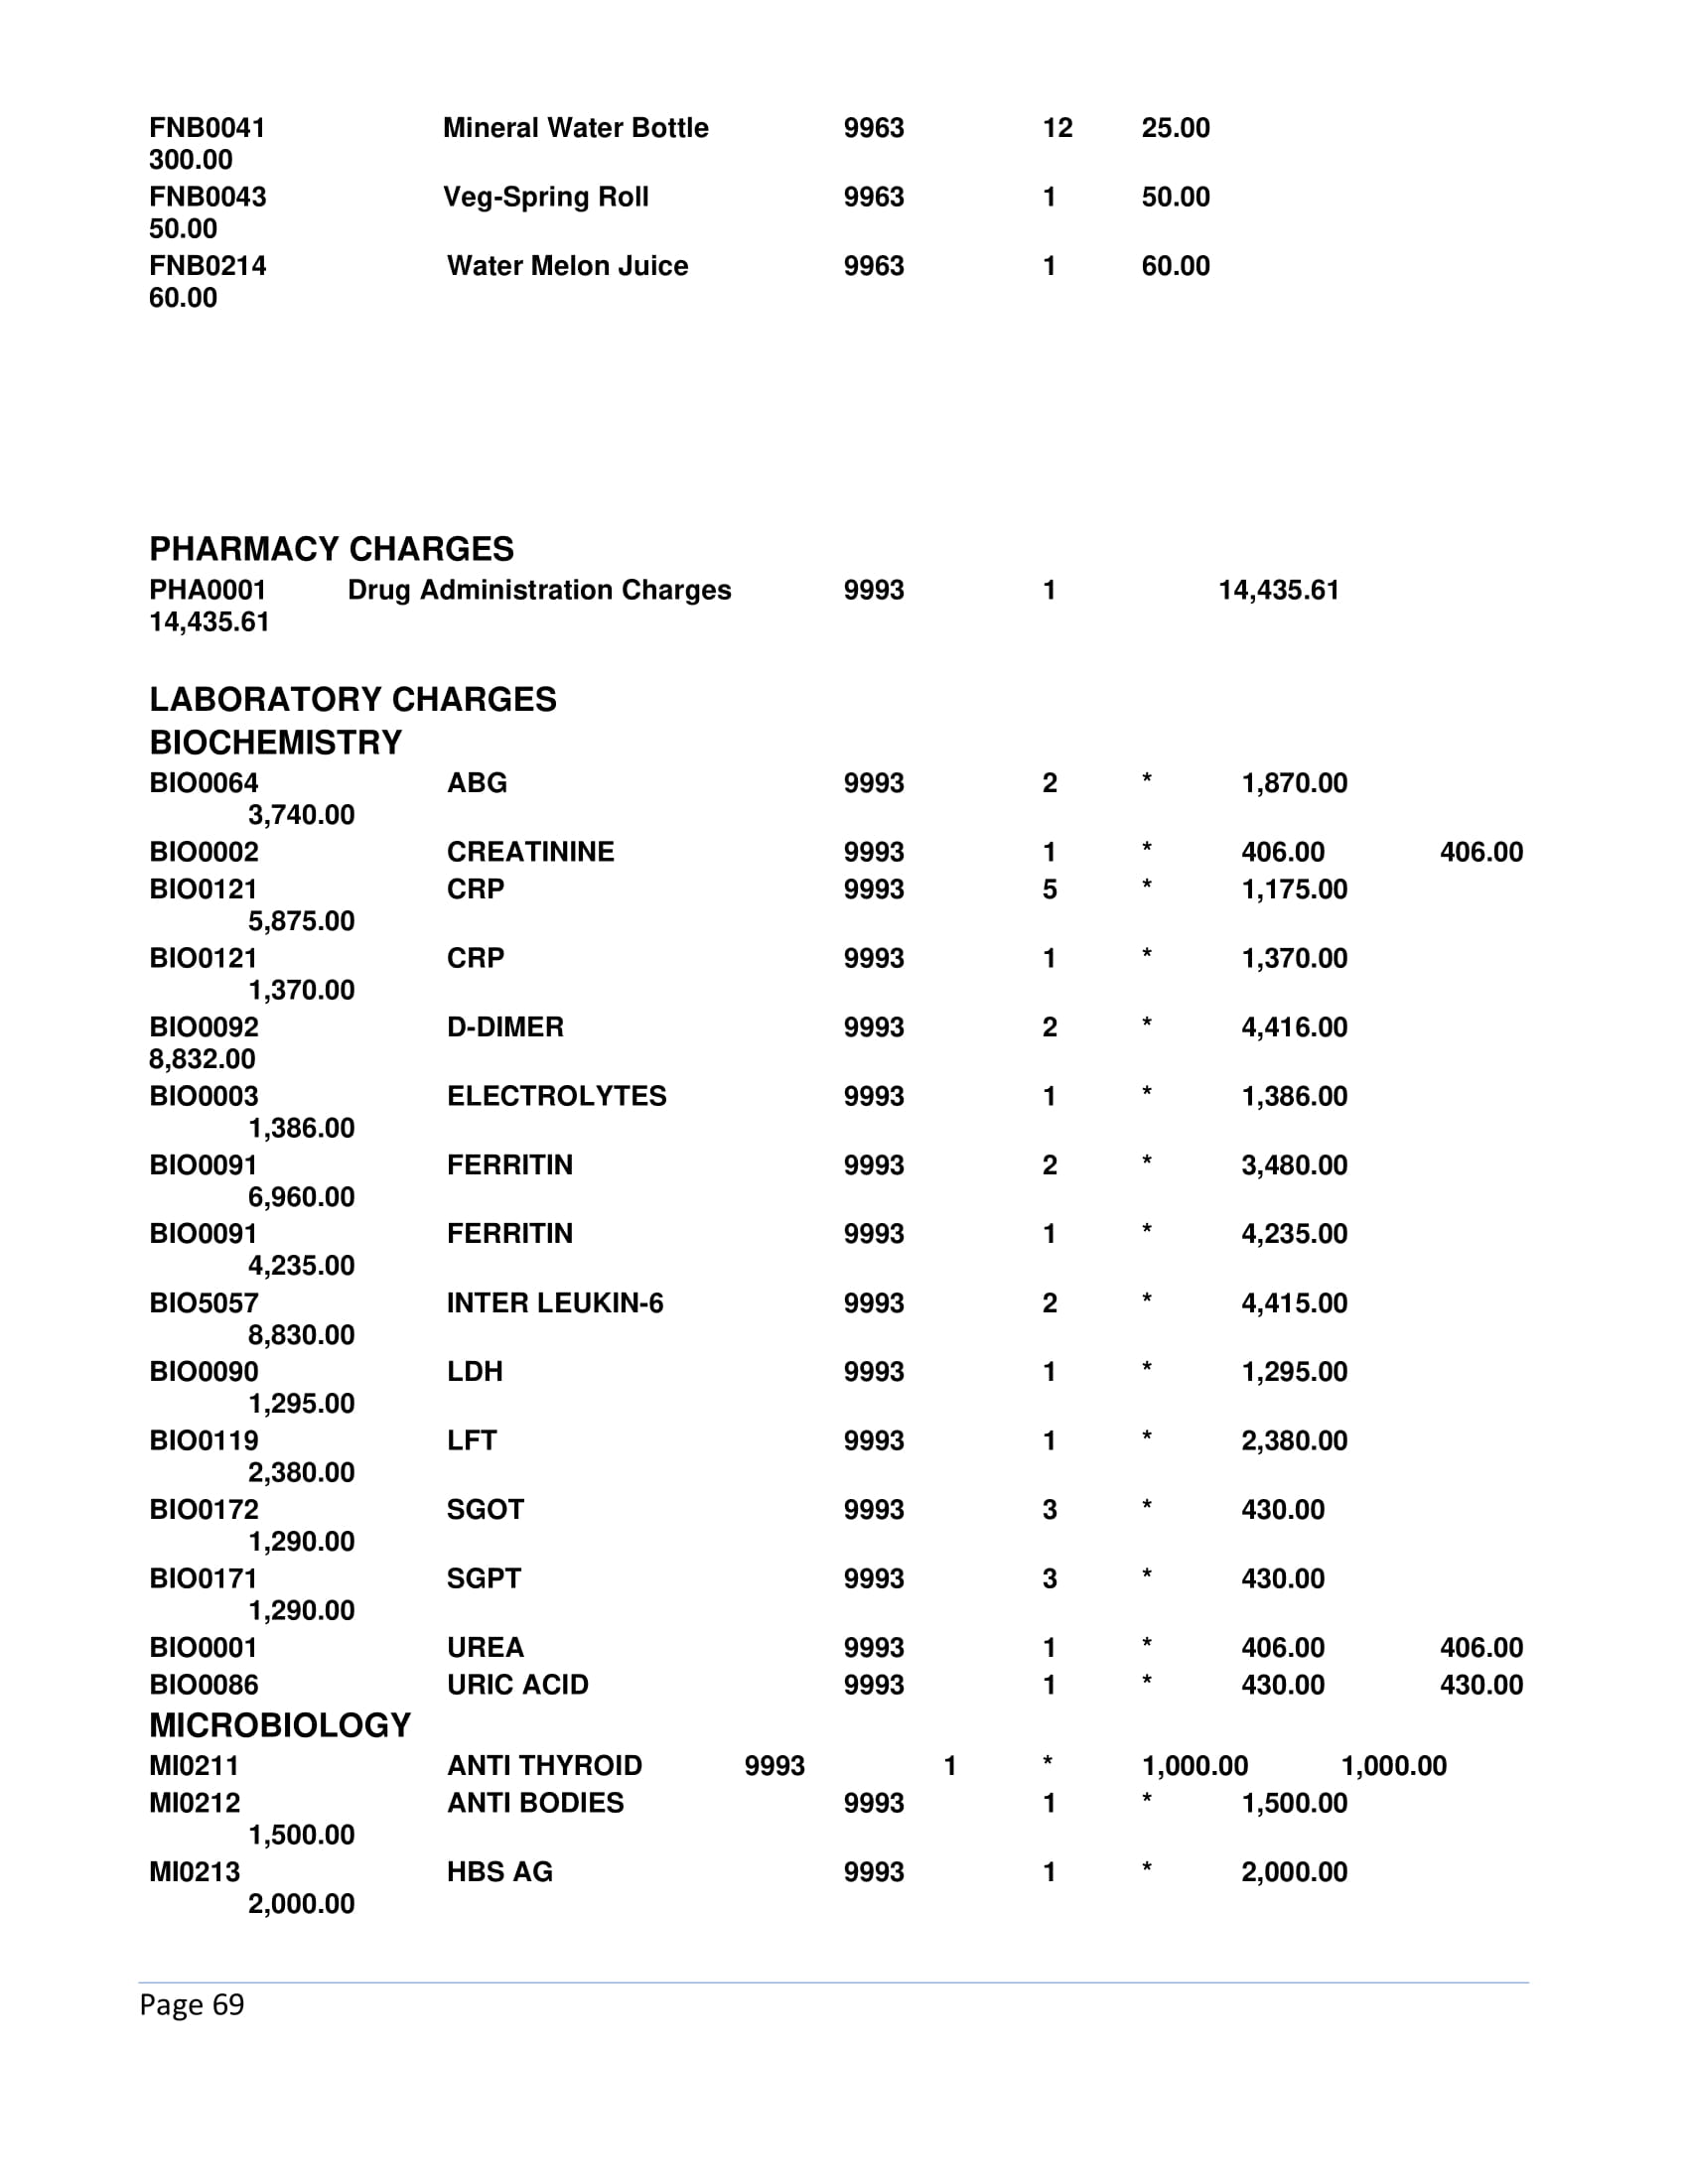 FNB0041 Mineral Water Bottle 9963 12 25.00
300.00
FNB0043 Veg-Spring Roll 9963 1 50.00
50.00
FNB0214 Water Melon Juice 9963 1 60.00
60.00
PHARMACY CHARGES
PHA0001 Drug Administration Charges 9993 1 14,435.61
14,435.61
LABORATORY CHARGES
BIOCHEMISTRY
BIO0064 ABG 9993 2 * 1,870.00
3,740.00
BIO0002 CREATININE 9993 1 * 406.00 406.00
BIO0121 CRP 9993 5 * 1,175.00
5,875.00
BIO0121 CRP 9993 1 * 1,370.00
1,370.00
BIO0092 D-DIMER 9993 2 * 4,416.00
8,832.00
BIO0003 ELECTROLYTES 9993 1 * 1,386.00
1,386.00
BIO0091 FERRITIN 9993 2 * 3,480.00
6,960.00
BIO0091 FERRITIN 9993 1 * 4,235.00
4,235.00
BIO5057 INTER LEUKIN-6 9993 2 * 4,415.00
8,830.00
BIO0090 LDH 9993 1 * 1,295.00
1,295.00
BIO0119 LFT 9993 1 * 2,380.00
2,380.00
BIO0172 SGOT 9993 3 * 430.00
1,290.00
BIO0171 SGPT 9993 3 * 430.00
1,290.00
BIO0001 UREA 9993 1 * 406.00 406.00
BIO0086 URIC ACID 9993 1 * 430.00 430.00
MICROBIOLOGY
MI0211 ANTI THYROID 9993 1 * 1,000.00 1,000.00
MI0212 ANTI BODIES 9993 1 * 1,500.00
1,500.00
MI0213 HBS AG 9993 1 * 2,000.00
2,000.00
Page 69